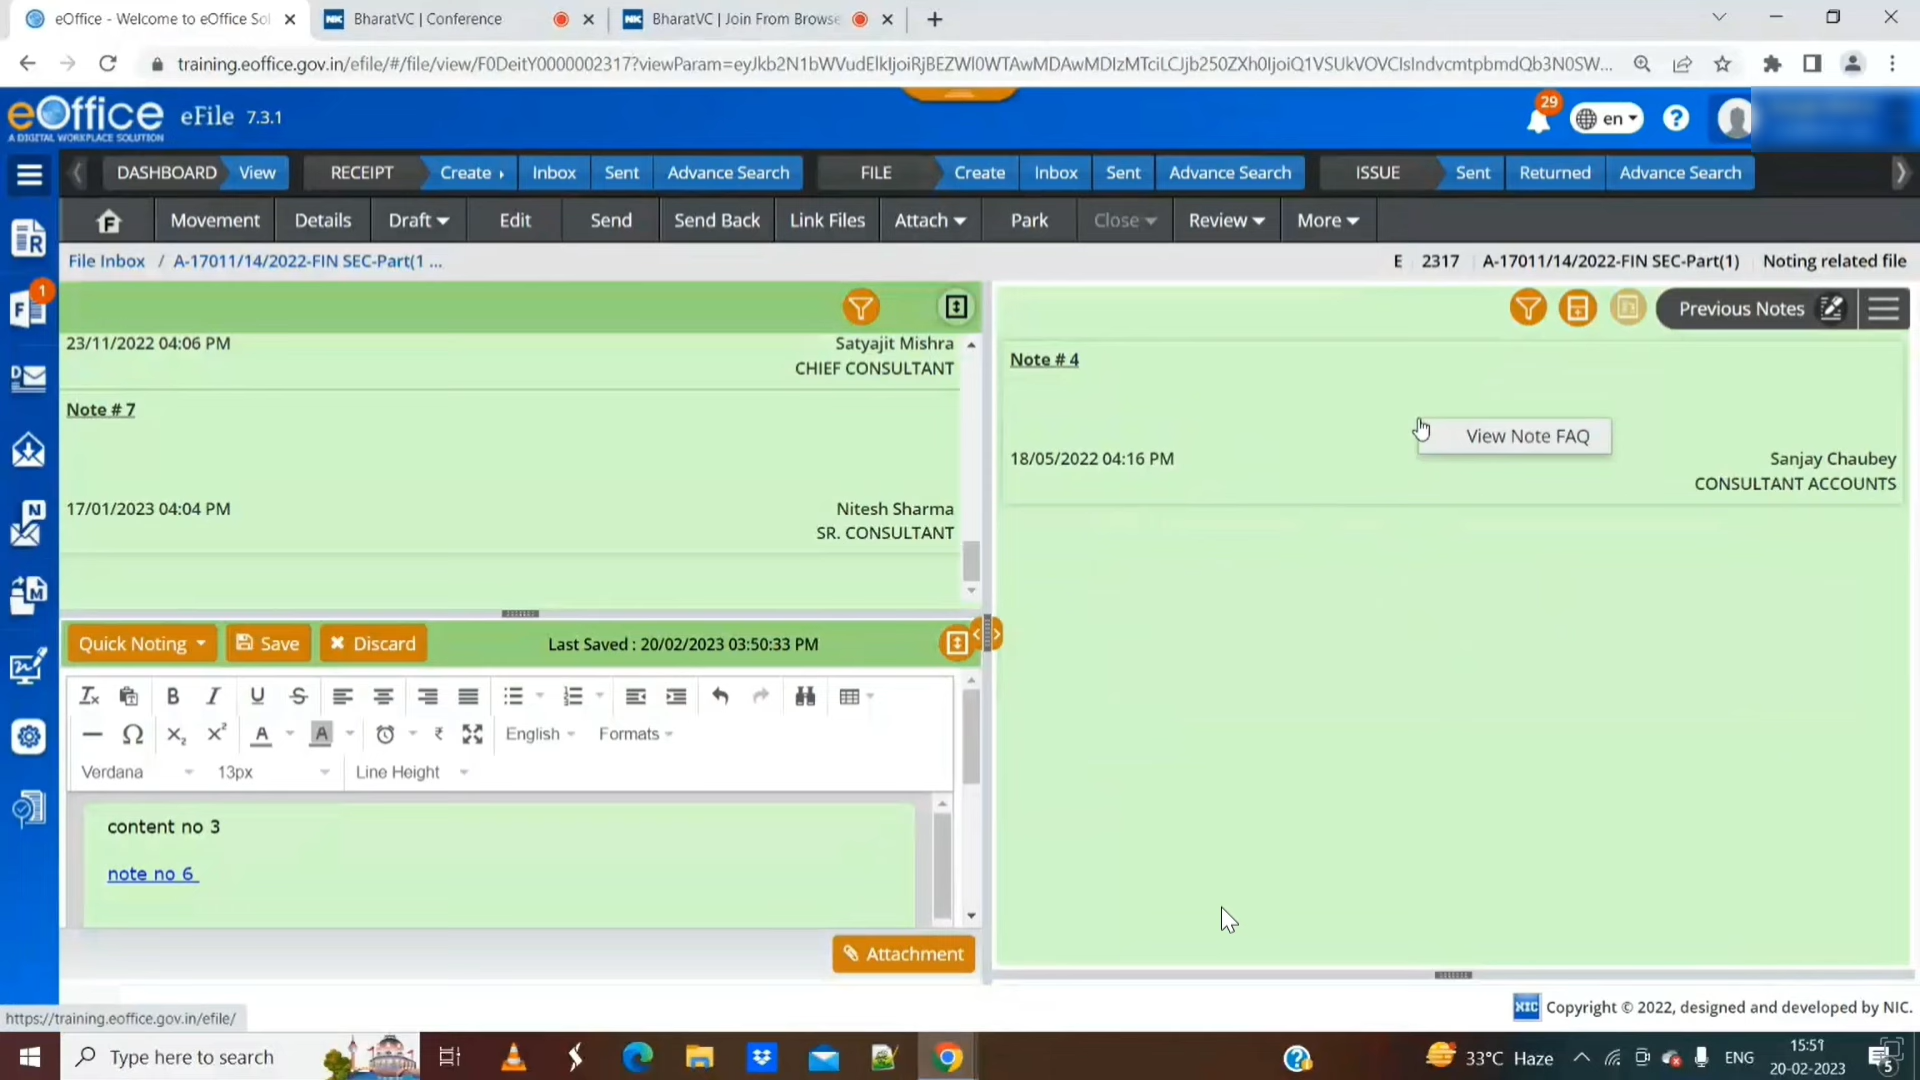 eOffice - Welcome to eOffice Sol
BharatVC | Conference
BharatVC | Join From Browse
training.eoffice.gov.in/efile/#/file/view/F0DeitY0000002317?viewParam=eyJkb2N1bWVudElkIjoiRjBEZWl0WTAwMDAwMDIzMTciLCJjb250ZXh0IjoiQ1VSUkVOVCIsIndvcmtpbmdQb3N0SW...
eOffice
A DIGITAL WORKPLACE SOLUTION
eFile 7.3.1
29
en
DASHBOARD View RECEIPT Create Inbox Sent Advance Search FILE Create Inbox Sent Advance Search ISSUE Sent Returned Advance Search
Movement Details Draft Edit Send Send Back Link Files Attach Park Close Review More
File Inbox / A-17011/14/2022-FIN SEC-Part(1 ...
E 2317 A-17011/14/2022-FIN SEC-Part(1) Noting related file
R
F 1
D
N
M
23/11/2022 04:06 PM
Satyajit Mishra
CHIEF CONSULTANT
Note # 7
17/01/2023 04:04 PM
Nitesh Sharma
SR. CONSULTANT
Previous Notes
Note # 4
View Note FAQ
18/05/2022 04:16 PM
Sanjay Chaubey
CONSULTANT ACCOUNTS
Quick Noting Save Discard Last Saved : 20/02/2023 03:50:33 PM
English Formats
Verdana 13px Line Height
content no 3
note no 6
Attachment
https://training.eoffice.gov.in/efile/
NIC Copyright © 2022, designed and developed by NIC.
Type here to search
33°C Haze
ENG
15:51
20-02-2023
5